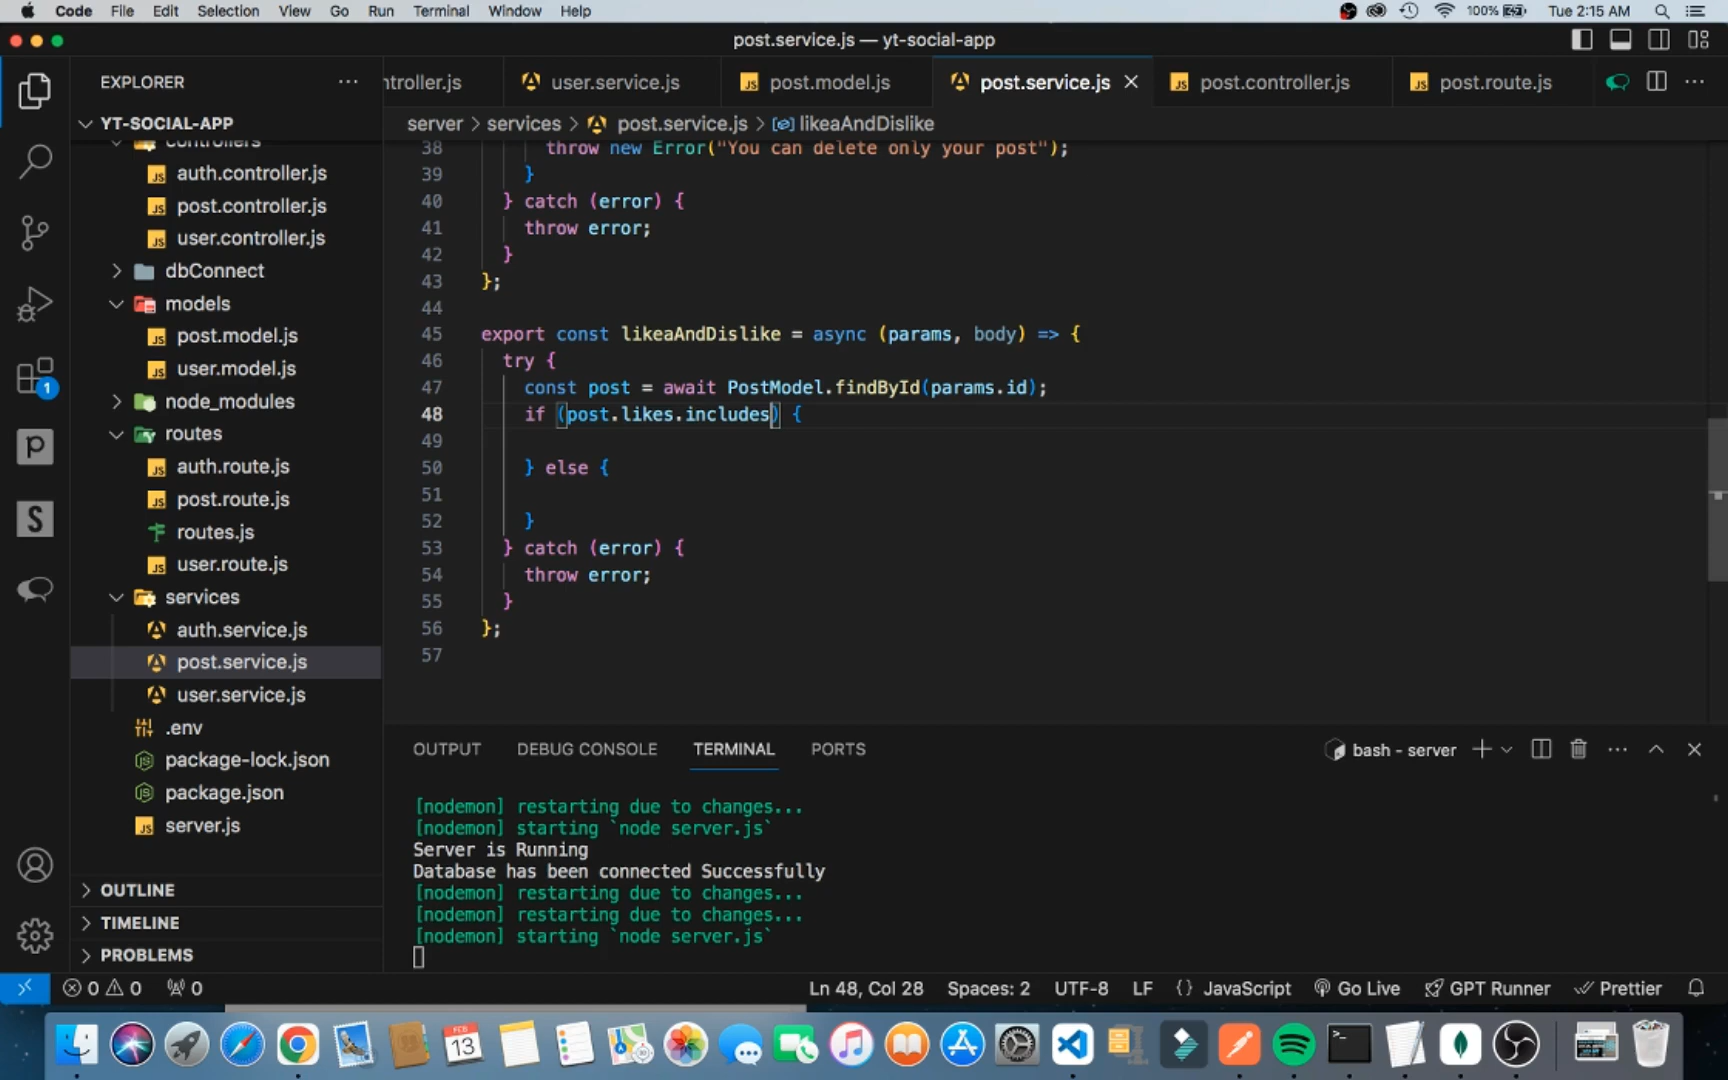 Code File Edit Selection View Go Run Terminal Window Help 100% Tue 2:15 AM
post.service.js — yt-social-app
EXPLORER
ntroller.js user.service.js post.model.js post.service.js post.controller.js post.route.js
YT-SOCIAL-APP
server > services > post.service.js > likeaAndDislike
controllers
auth.controller.js
post.controller.js
user.controller.js
dbConnect
models
post.model.js
user.model.js
node_modules
routes
auth.route.js
post.route.js
routes.js
user.route.js
services
auth.service.js
post.service.js
user.service.js
.env
package-lock.json
package.json
server.js
OUTLINE
TIMELINE
PROBLEMS
38 throw new Error("You can delete only your post");
39 }
40 } catch (error) {
41 throw error;
42 }
43 };
44
45 export const likeaAndDislike = async (params, body) => {
46 try {
47 const post = await PostModel.findById(params.id);
48 if (post.likes.includes) {
49
50 } else {
51
52 }
53 } catch (error) {
54 throw error;
55 }
56 };
57
OUTPUT DEBUG CONSOLE TERMINAL PORTS bash - server
[nodemon] restarting due to changes...
[nodemon] starting `node server.js`
Server is Running
Database has been connected Successfully
[nodemon] restarting due to changes...
[nodemon] restarting due to changes...
[nodemon] starting `node server.js`
0 0 0 Ln 48, Col 28 Spaces: 2 UTF-8 LF {} JavaScript Go Live GPT Runner Prettier
FEB
13